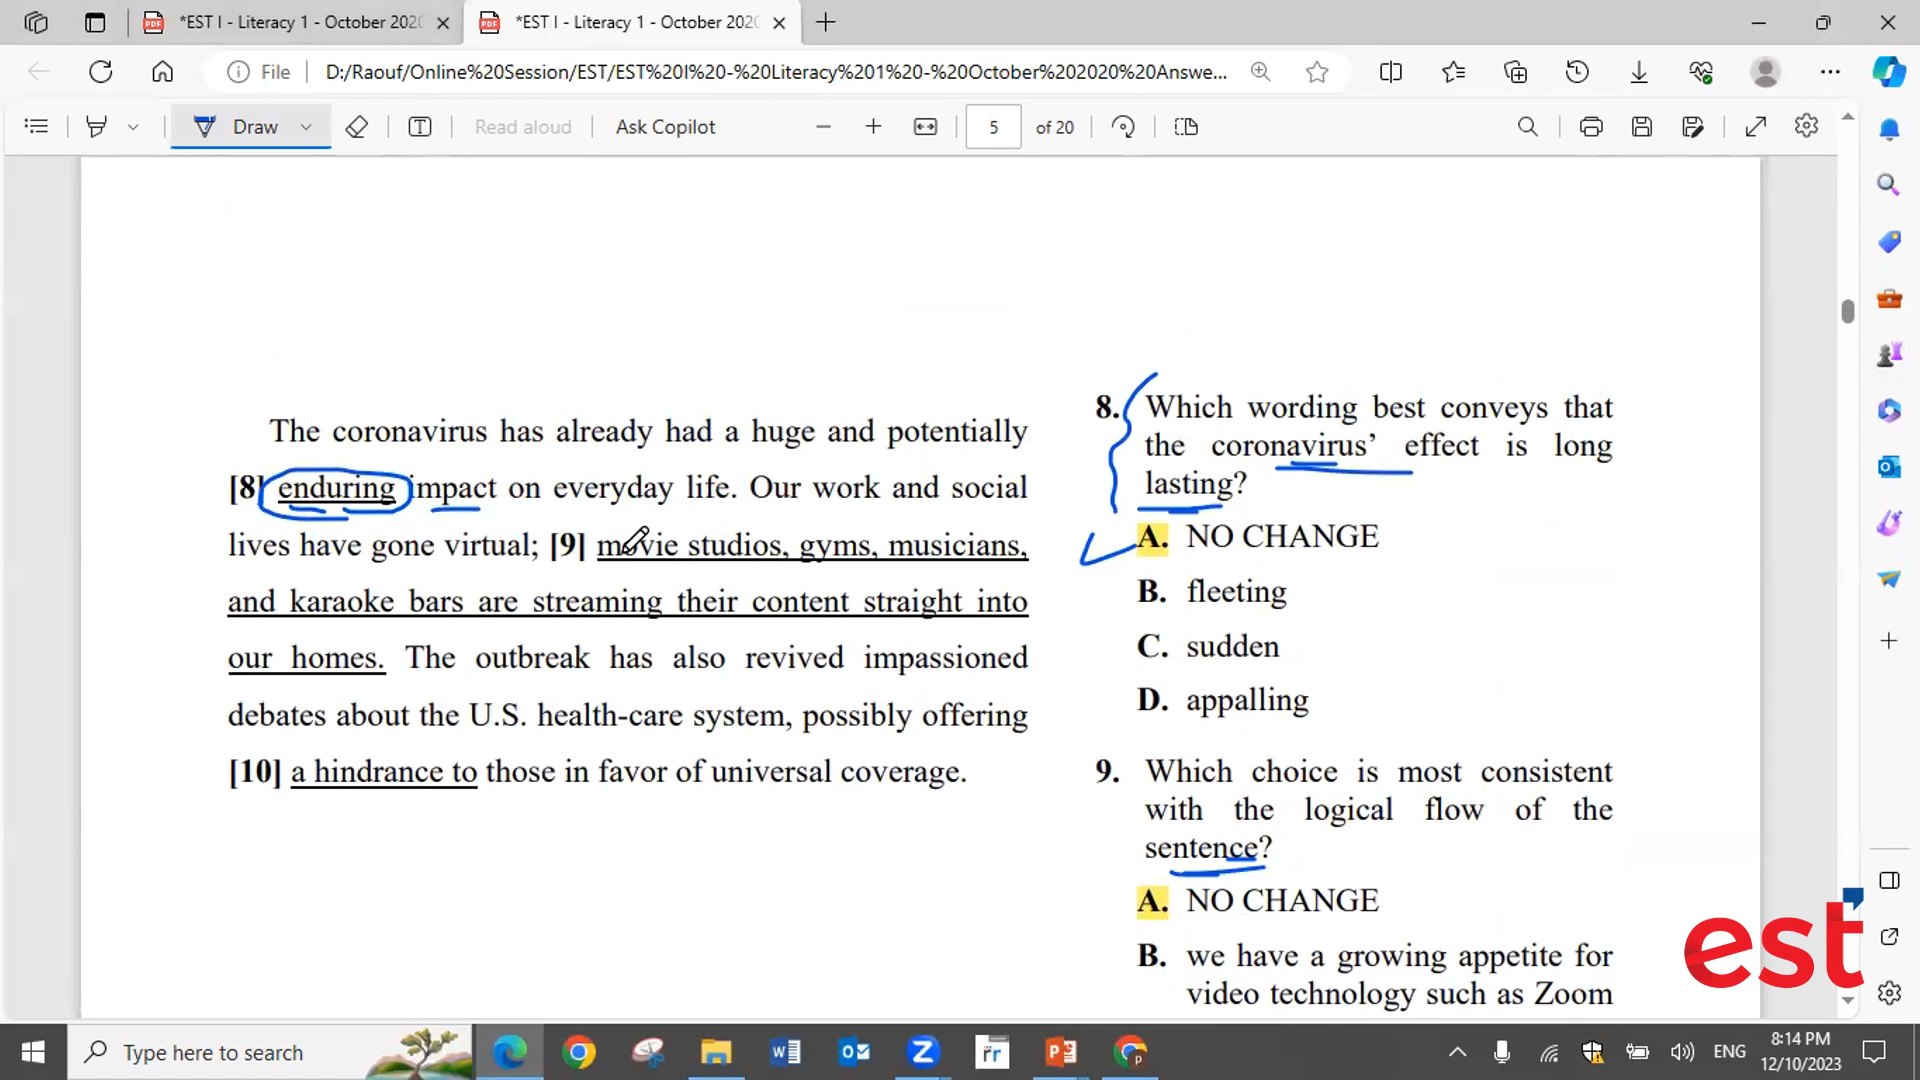 *EST I - Literacy 1 - October 202
*EST I - Literacy 1 - October 2020
File
D:/Raouf/Online%20Session/EST/EST%20I%20-%20Literacy%201%20-%20October%202020%20Answe...
Draw
Read aloud
Ask Copilot
5
of 20
The coronavirus has already had a huge and potentially
[8] enduring impact on everyday life. Our work and social
lives have gone virtual; [9] movie studios, gyms, musicians,
and karaoke bars are streaming their content straight into
our homes. The outbreak has also revived impassioned
debates about the U.S. health-care system, possibly offering
[10] a hindrance to those in favor of universal coverage.
8. Which wording best conveys that
the coronavirus' effect is long
lasting?
A. NO CHANGE
B. fleeting
C. sudden
D. appalling
9. Which choice is most consistent
with the logical flow of the
sentence?
A. NO CHANGE
B. we have a growing appetite for
video technology such as Zoom
est
Type here to search
ENG
8:14 PM
12/10/2023